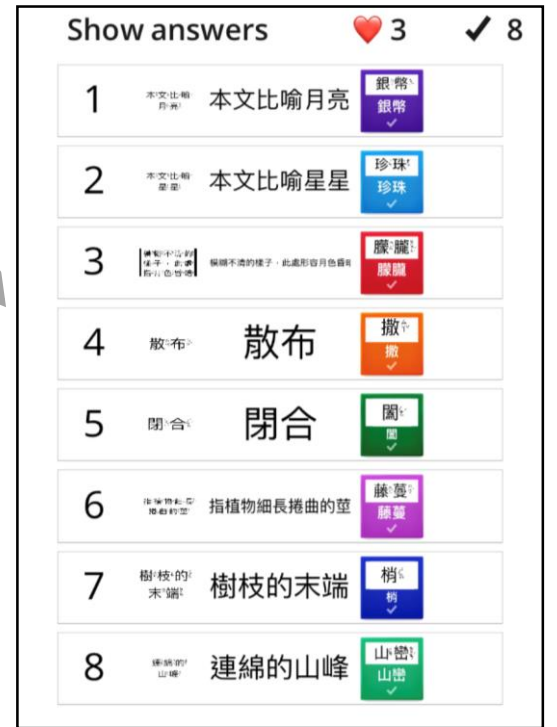 Show answers ❤️ 3 ✓ 8
1 本文比喻月亮 本文比喻月亮 銀幣 銀幣 ✓
2 本文比喻星星 本文比喻星星 珍珠 珍珠 ✓
3 模糊不清的樣子,此處形容月色昏暗 朦朧 朦朧 ✓
4 散布 散布 撒 撒 ✓
5 閉合 閉合 闔 闔 ✓
6 指植物細長捲曲的莖 指植物細長捲曲的莖 藤蔓 藤蔓 ✓
7 樹枝的末端 樹枝的末端 梢 梢 ✓
8 連綿的山峰 連綿的山峰 山巒 山巒 ✓